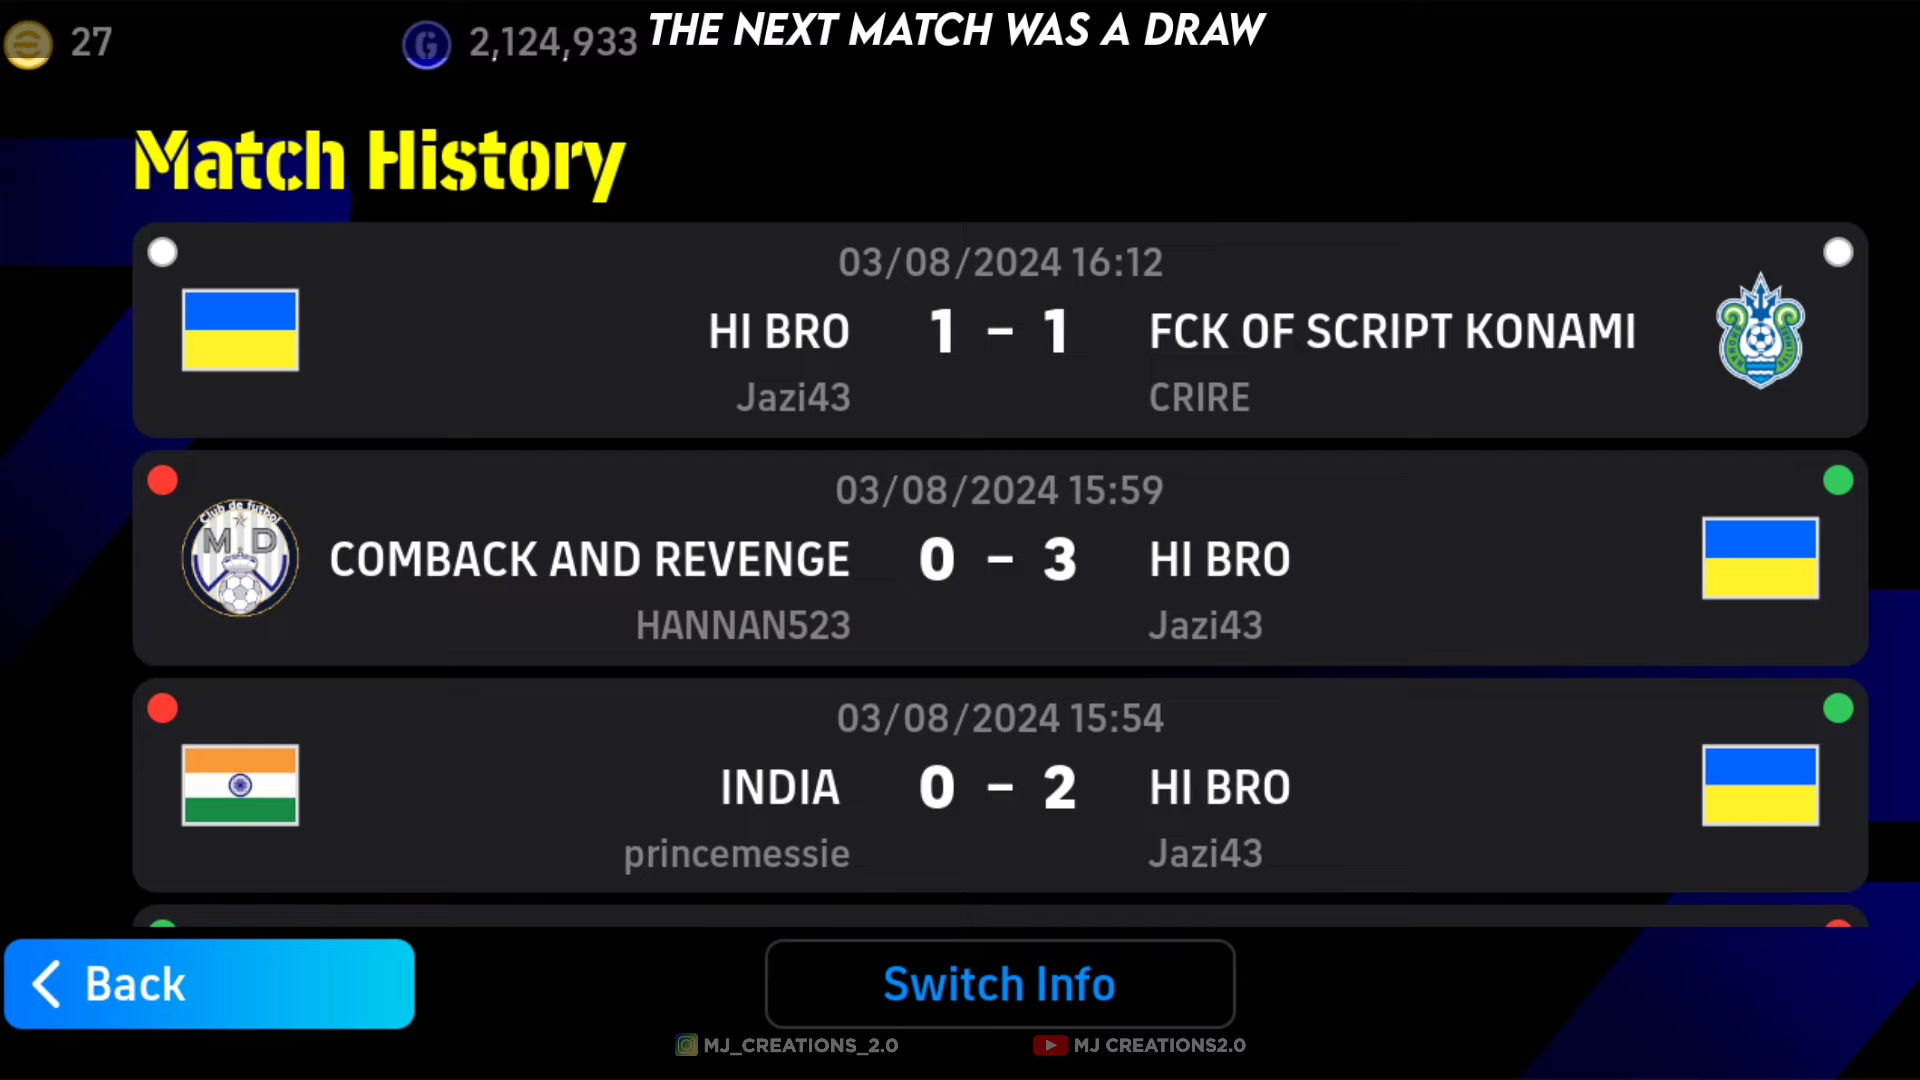 27
2,124,933
THE NEXT MATCH WAS A DRAW
Match History
03/08/2024 16:12
HI BRO 1 - 1 FCK OF SCRIPT KONAMI
Jazi43 CRIRE
03/08/2024 15:59
Club de futbol
M D
COMBACK AND REVENGE 0 - 3 HI BRO
HANNAN523 Jazi43
03/08/2024 15:54
INDIA 0 - 2 HI BRO
princemessie Jazi43
Back
Switch Info
MJ_CREATIONS_2.0
MJ CREATIONS2.0